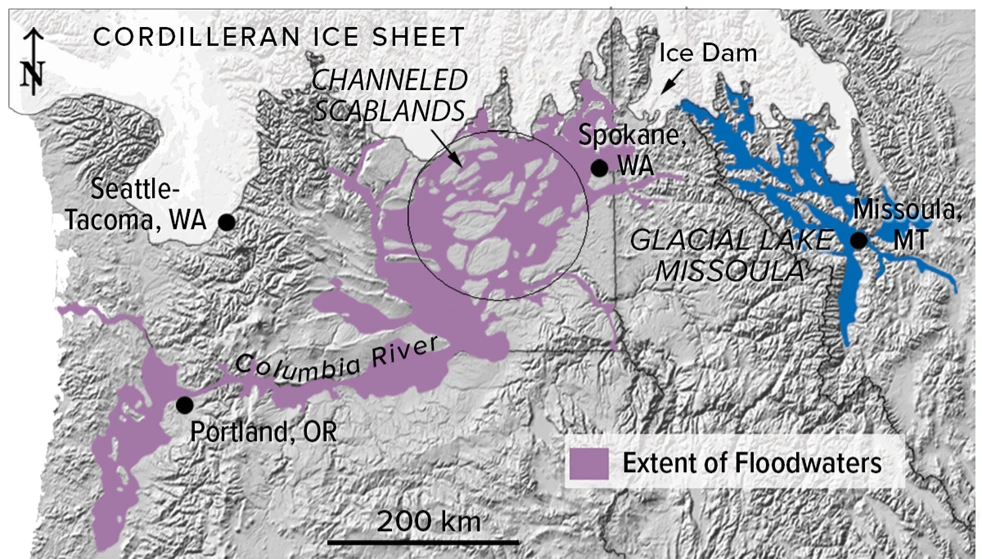 CORDILLERAN ICE SHEET
N
CHANNELED
SCABLANDS
Ice Dam
Spokane,
WA
Seattle-
Tacoma, WA
Missoula,
MT
GLACIAL LAKE
MISSOULA
Columbia River
Portland, OR
Extent of Floodwaters
200 km